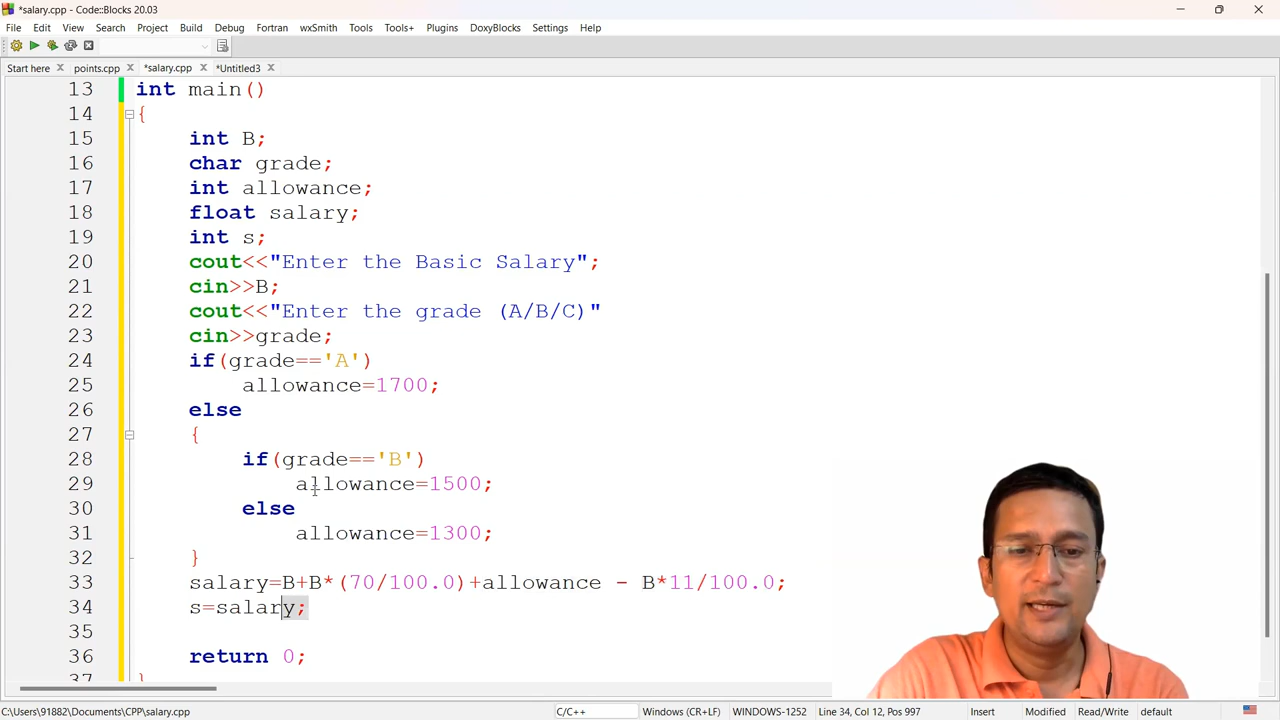 *salary.cpp - Code::Blocks 20.03
File Edit View Search Project Build Debug Fortran wxSmith Tools Tools+ Plugins DoxyBlocks Settings Help
Start here points.cpp *salary.cpp *Untitled3
13 int main()
14 {
15 int B;
16 char grade;
17 int allowance;
18 float salary;
19 int s;
20 cout<<"Enter the Basic Salary";
21 cin>>B;
22 cout<<"Enter the grade (A/B/C)"
23 cin>>grade;
24 if(grade=='A')
25 allowance=1700;
26 else
27 {
28 if(grade=='B')
29 allowance=1500;
30 else
31 allowance=1300;
32 }
33 salary=B+B*(70/100.0)+allowance - B*11/100.0;
34 s=salary;
35
36 return 0;
37 }
C:\Users\91882\Documents\CPP\salary.cpp C/C++ Windows (CR+LF) WINDOWS-1252 Line 34, Col 12, Pos 997 Insert Modified Read/Write default